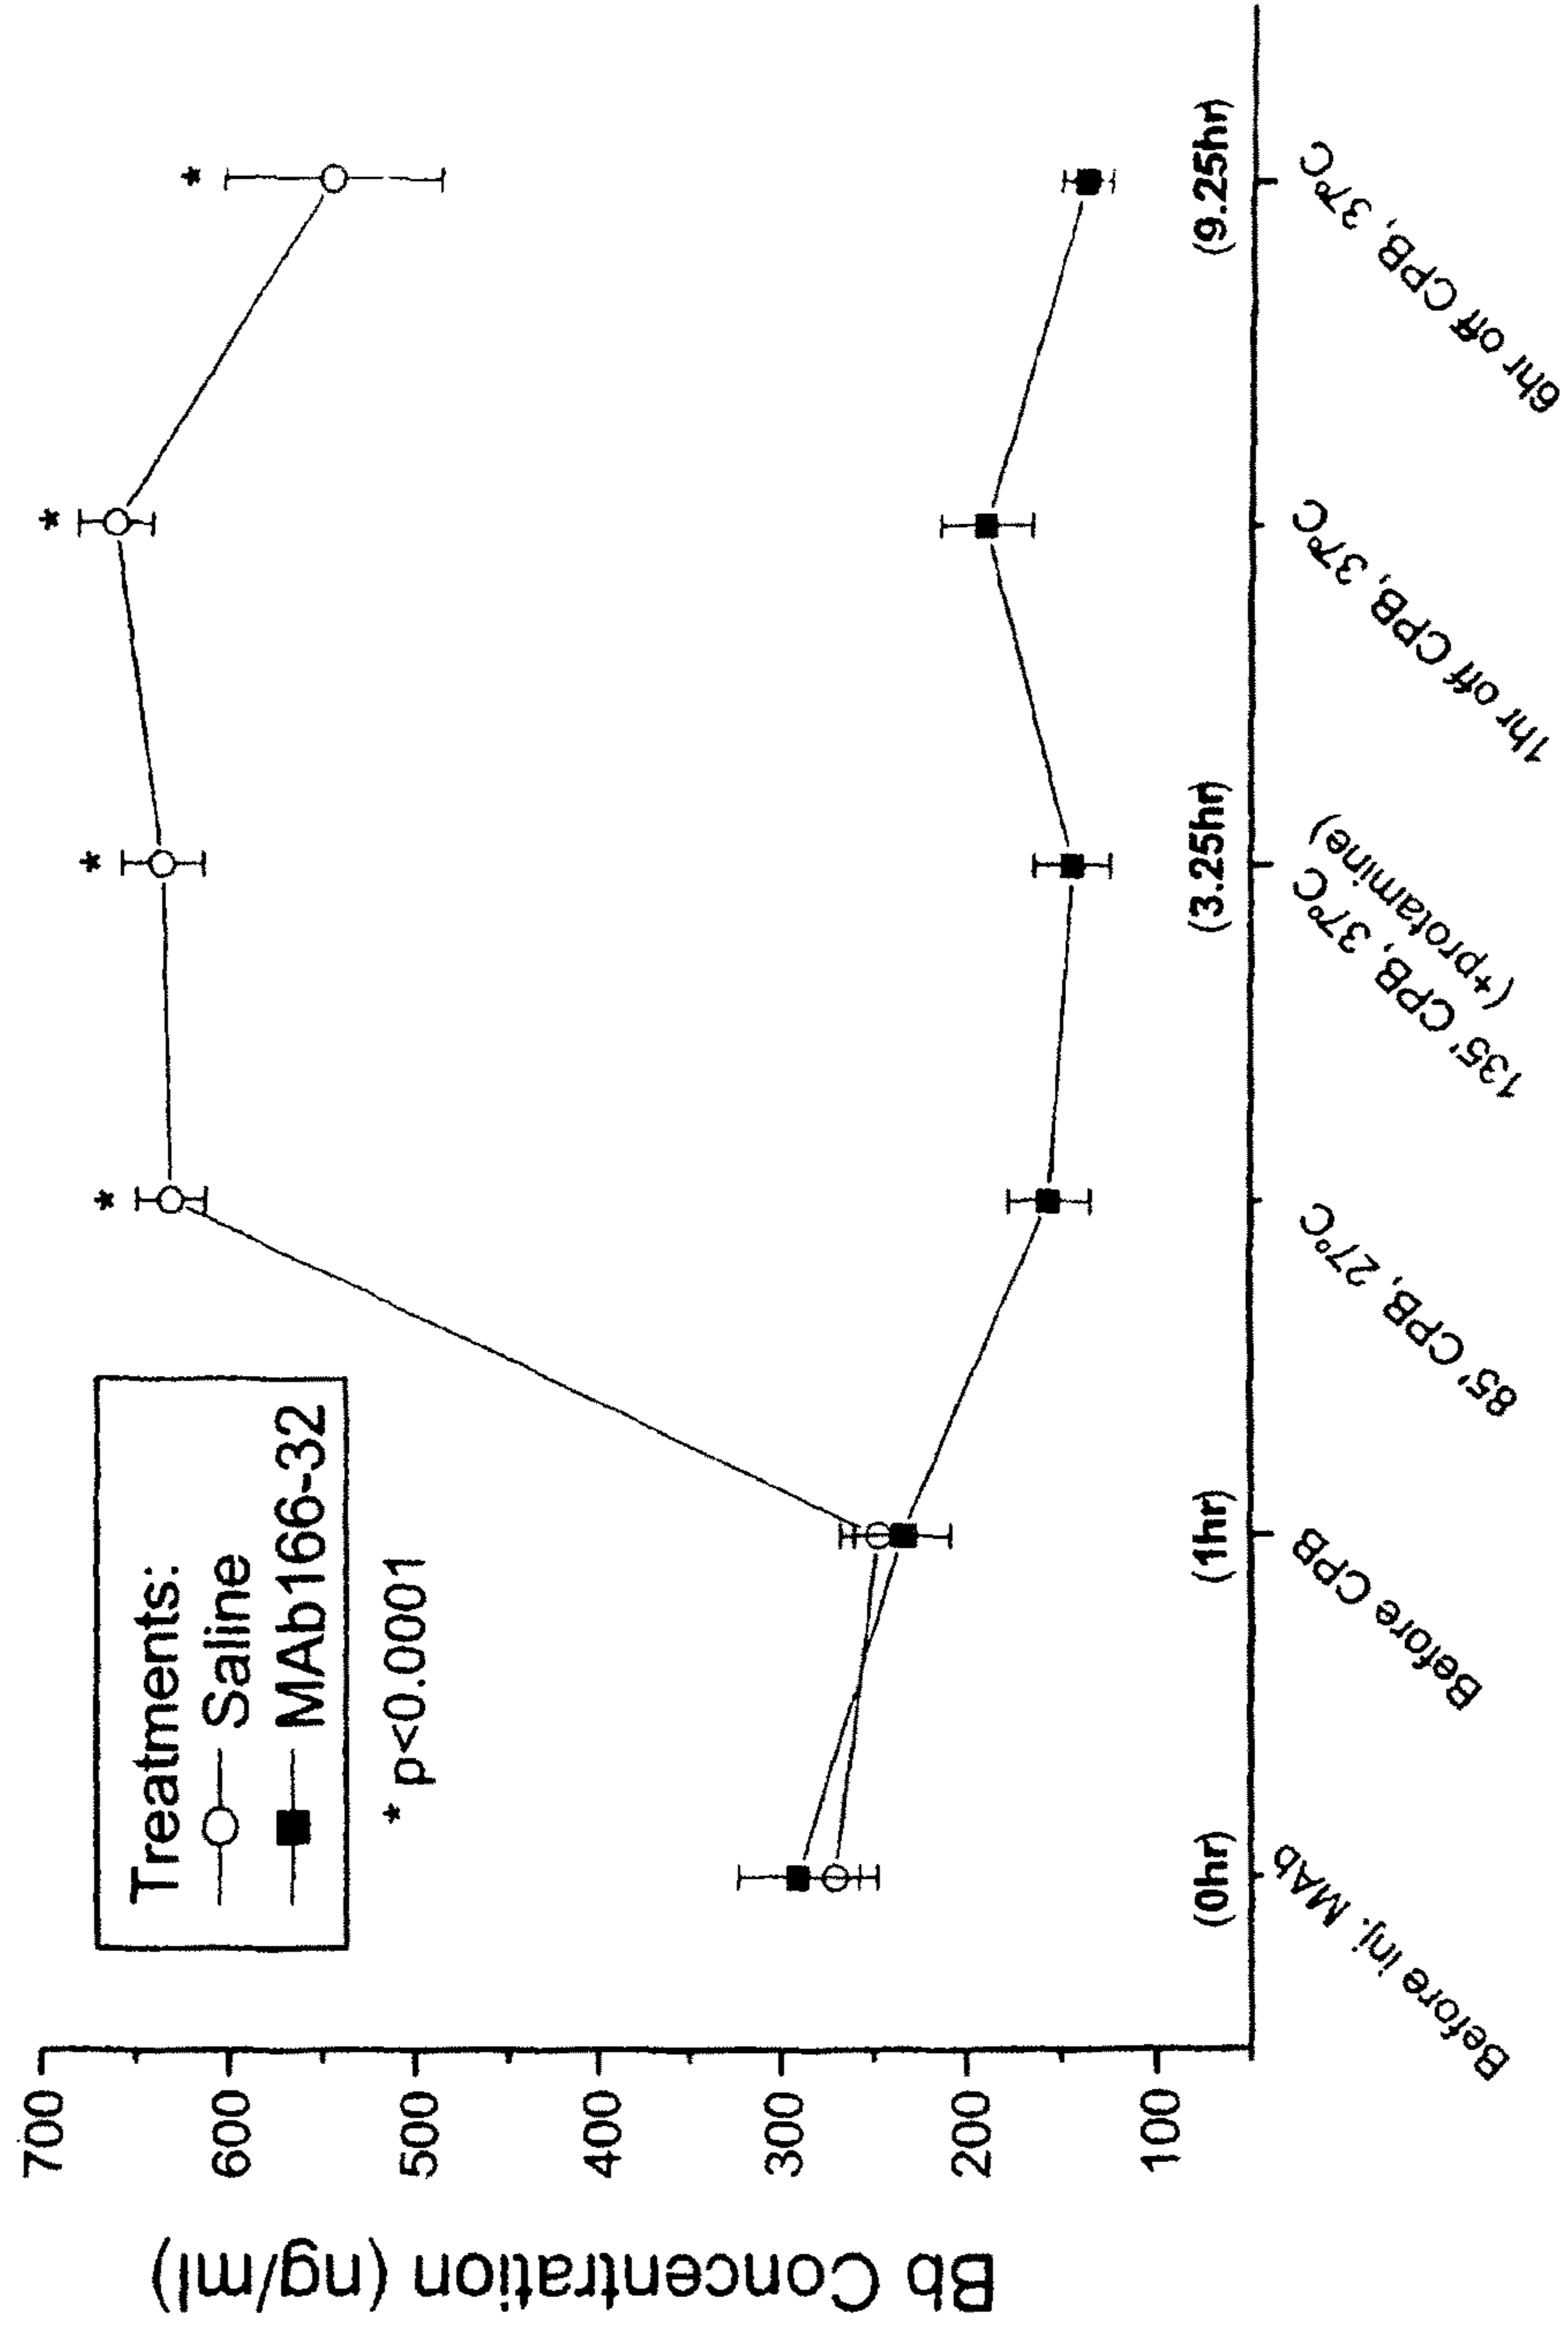 Bb Concentration (ng/ml)
700
600
500
400
300
200
100
Treatments:
Saline
MAb166-32
* p<0.0001
*
*
*
*
(0hr)
(1hr)
(3.25hr)
(9.25hr)
Before inj. MAb
Before CPB
85' CPB, 27°C
135' CPB, 37°C
(+protamine)
1hr off CPB, 37°C
6hr off CPB, 37°C